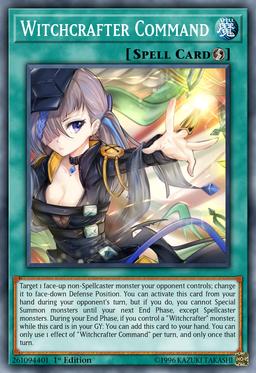 WITCHCRAFTER COMMAND
魔
[SPELL CARD]
Target 1 face-up non-Spellcaster monster your opponent controls; change
it to face-down Defense Position. You can activate this card from your
hand during your opponent's turn, but if you do, you cannot Special
Summon monsters until your next End Phase, except Spellcaster
monsters. During your End Phase, if you control a "Witchcrafter" monster,
while this card is in your GY: You can add this card to your hand. You can
only use 1 effect of "Witchcrafter Command" per turn, and only once that
turn.
261094401 1st Edition ©1996 KAZUKI TAKAHASHI